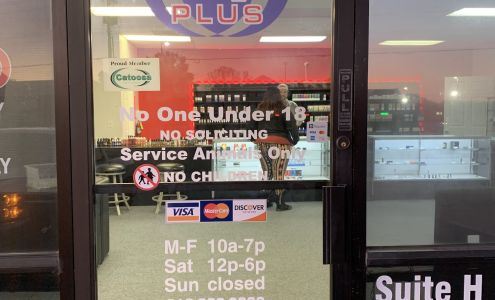 PLUS
Proud Member
Catoosa
PULL
No One Under 18
NO SOLICITING
Service Animals Only
NO CHILDREN
VISA
MasterCard
DISCOVER
M-F 10a-7p
Sat 12p-6p
Sun closed
Suite H